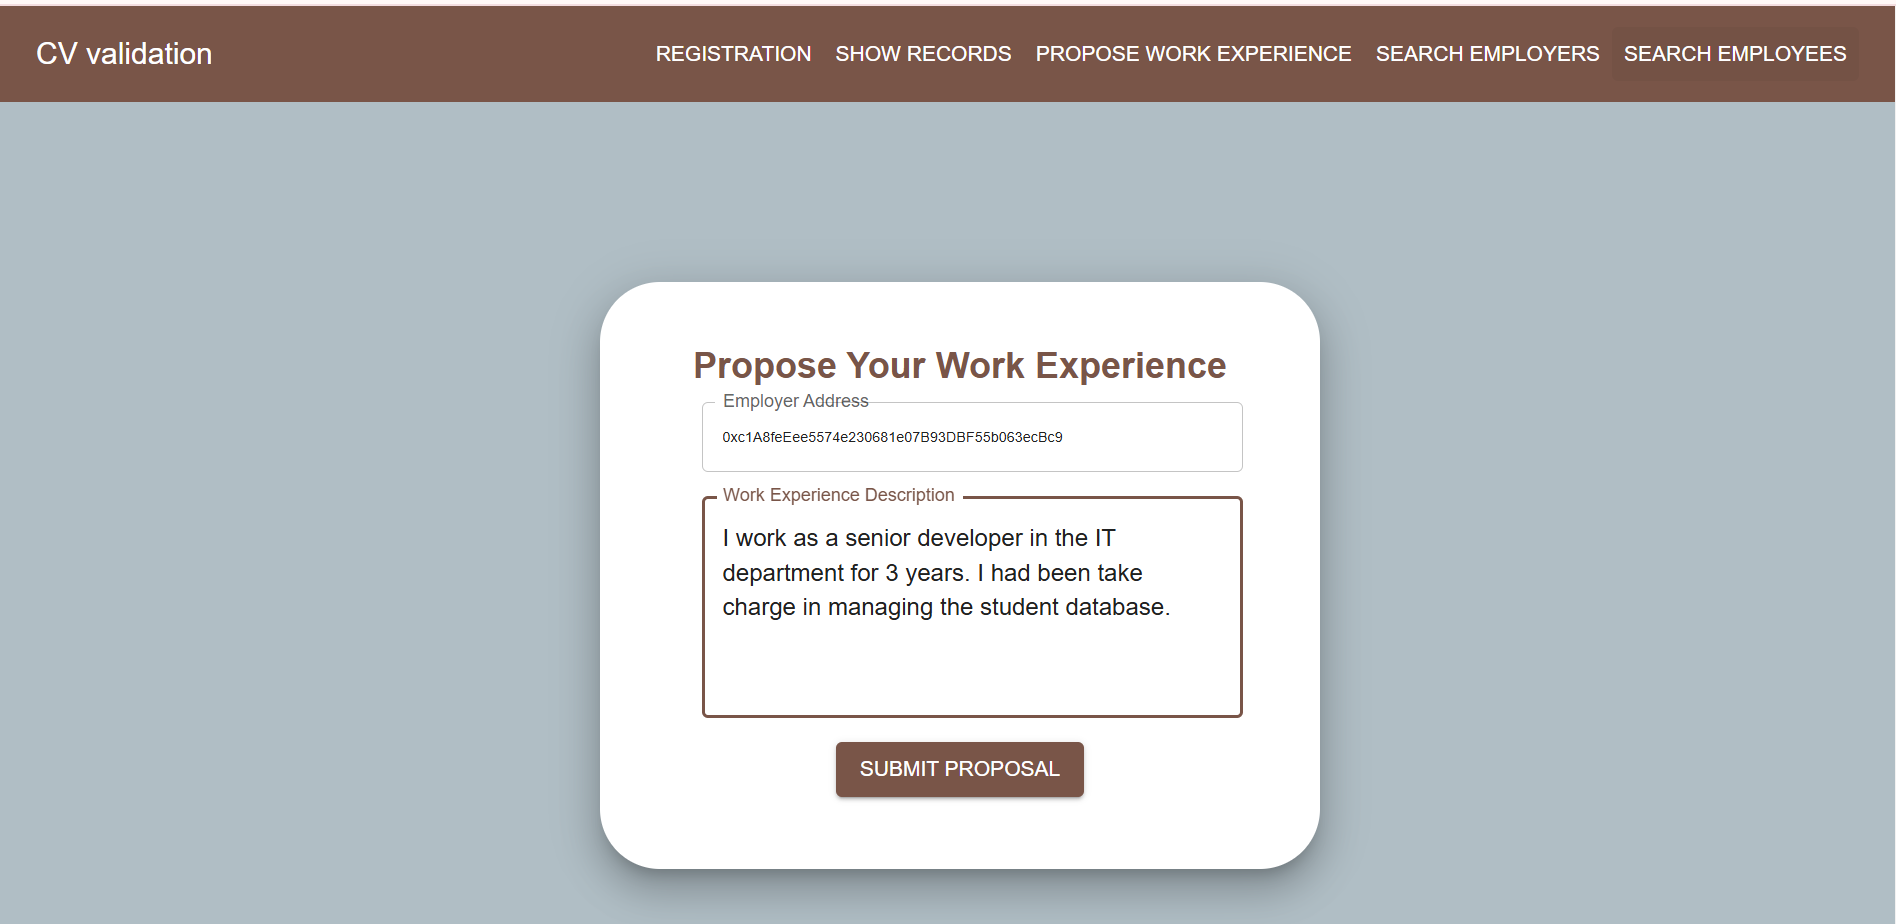 CV validation
REGISTRATION SHOW RECORDS PROPOSE WORK EXPERIENCE SEARCH EMPLOYERS SEARCH EMPLOYEES
Propose Your Work Experience
Employer Address
0xc1A8feEee5574e230681e07B93DBF55b063ecBc9
Work Experience Description
I work as a senior developer in the IT
department for 3 years. I had been take
charge in managing the student database.
SUBMIT PROPOSAL